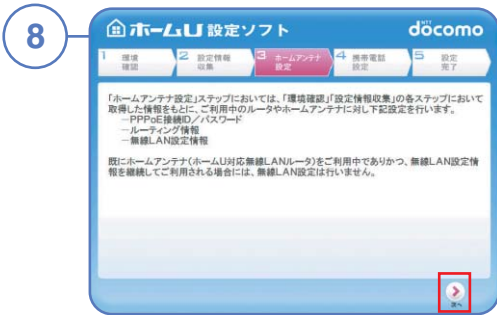 8
ホームU 設定ソフト
NTT
döcomo
1 環境確認
2 設定情報収集
3 ホームアンテナ設定
4 携帯電話設定
5 設定完了
「ホームアンテナ設定」ステップにおいては、「環境確認」「設定情報収集」の各ステップにおいて
取得した情報をもとに、ご利用中のルータやホームアンテナに対し下記設定を行います。
－PPPoE接続ID／パスワード
－ルーティング情報
－無線LAN設定情報
既にホームアンテナ(ホームU対応無線LANルータ)をご利用中でありかつ、無線LAN設定情
報を継続してご利用される場合には、無線LAN設定は行いません。
次へ